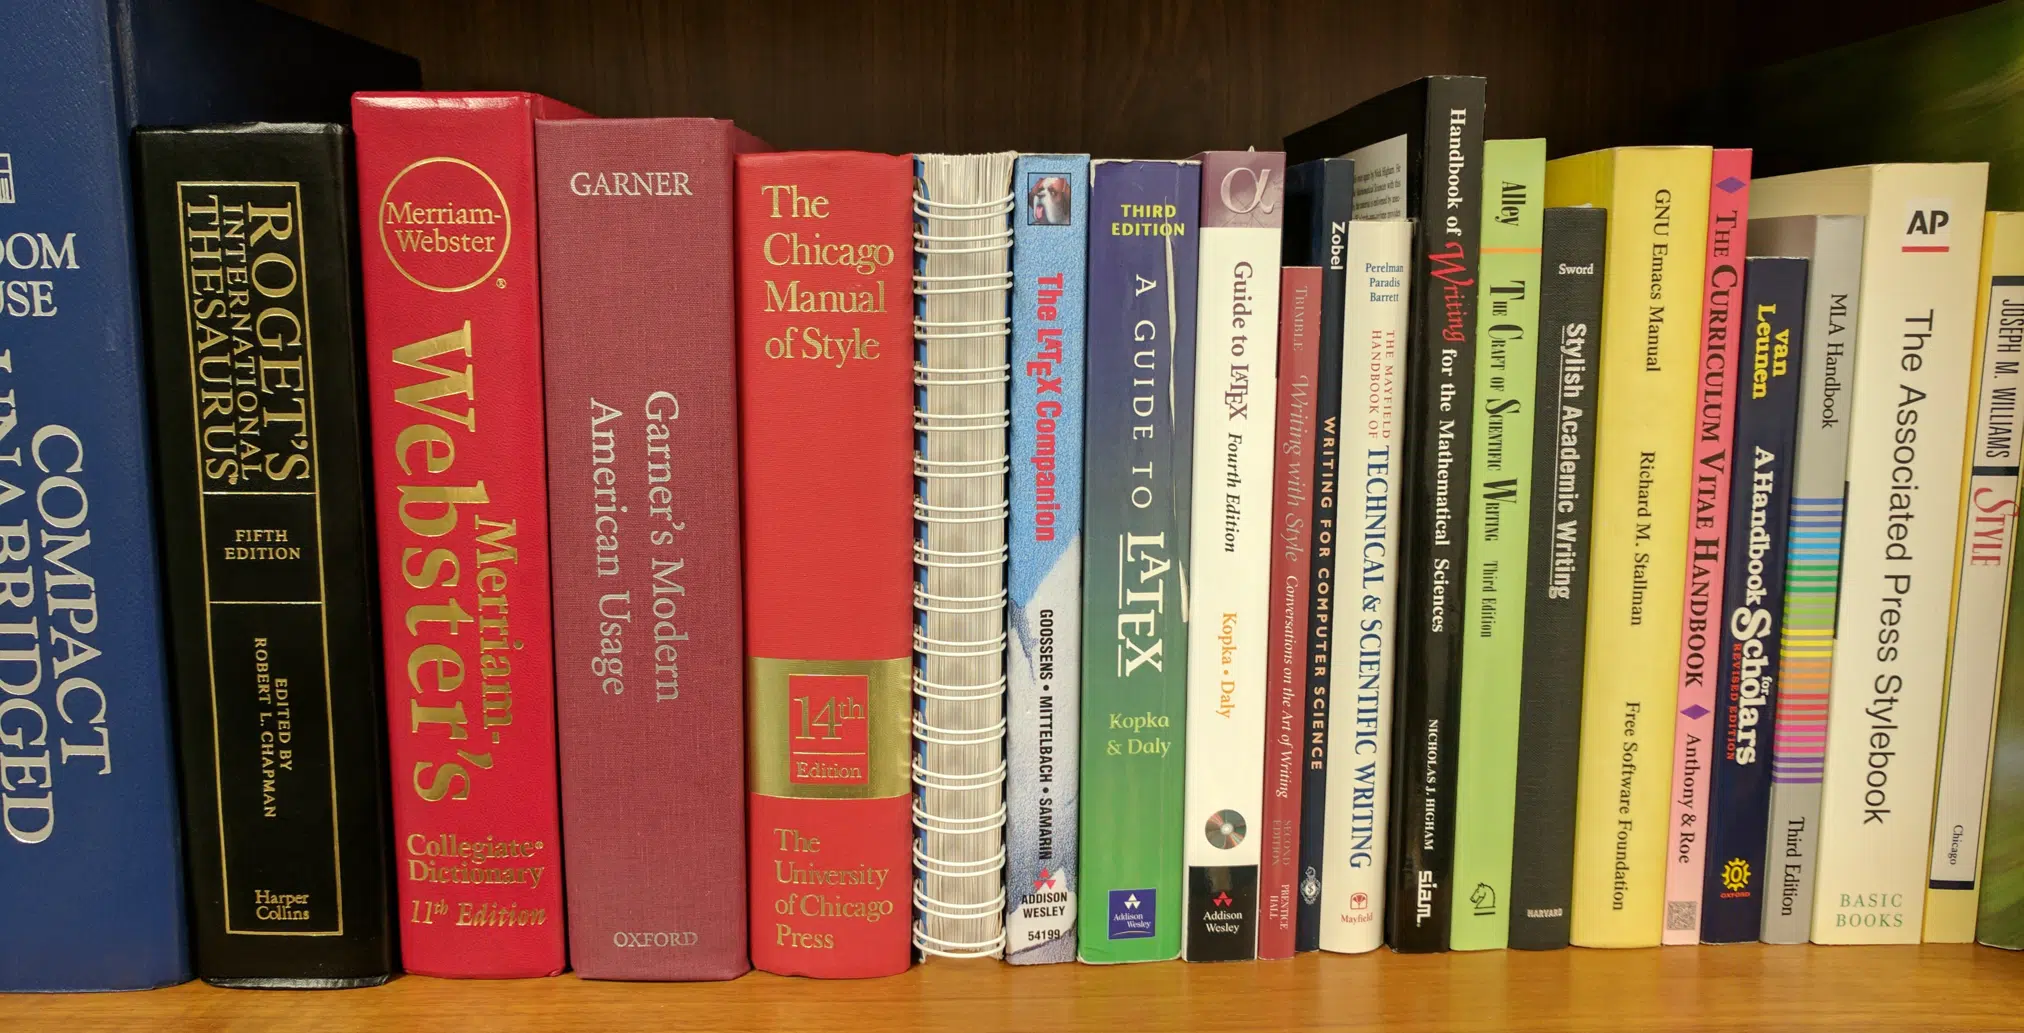 COMPACT
ROGET'S
INTERNATIONAL
THESAURUS
FIFTH
EDITION
EDITED BY
ROBERT L. CHAPMAN
Harper
Collins
Merriam-
Webster
®
Merriam-
Webster's
Collegiate®
Dictionary
11th Edition
GARNER
Garner's Modern
American Usage
OXFORD
The
Chicago
Manual
of Style
14th
Edition
The
University
of Chicago
Press
The LATEX Companion
GOOSSENS • MITTELBACH • SAMARIN
ADDISON
WESLEY
54199
THIRD
EDITION
A GUIDE TO LATEX
Kopka
& Daly
Addison
Wesley
α
Guide to LATEX Fourth Edition
Kopka • Daly
Addison
Wesley
TRIMBLE Writing with Style Conversations on the Art of Writing
SECOND
EDITION
PRENTICE
HALL
Zobel
WRITING FOR COMPUTER SCIENCE
Perelman
Paradis
Barrett
THE MAYFIELD
HANDBOOK OF
TECHNICAL & SCIENTIFIC WRITING
Mayfield
Handbook of Writing for the Mathematical Sciences
NICHOLAS J. HIGHAM
siam
Alley
THE CRAFT OF SCIENTIFIC WRITING Third Edition
Sword
Stylish Academic Writing
HARVARD
GNU Emacs Manual
Richard M. Stallman
Free Software Foundation
THE CURRICULUM VITAE HANDBOOK
Anthony & Roe
van
Leunen
A Handbook for Scholars
REVISED EDITION
OXFORD
MLA Handbook
Third Edition
AP
The Associated Press Stylebook
BASIC
BOOKS
JOSEPH M. WILLIAMS
STYLE
Chicago